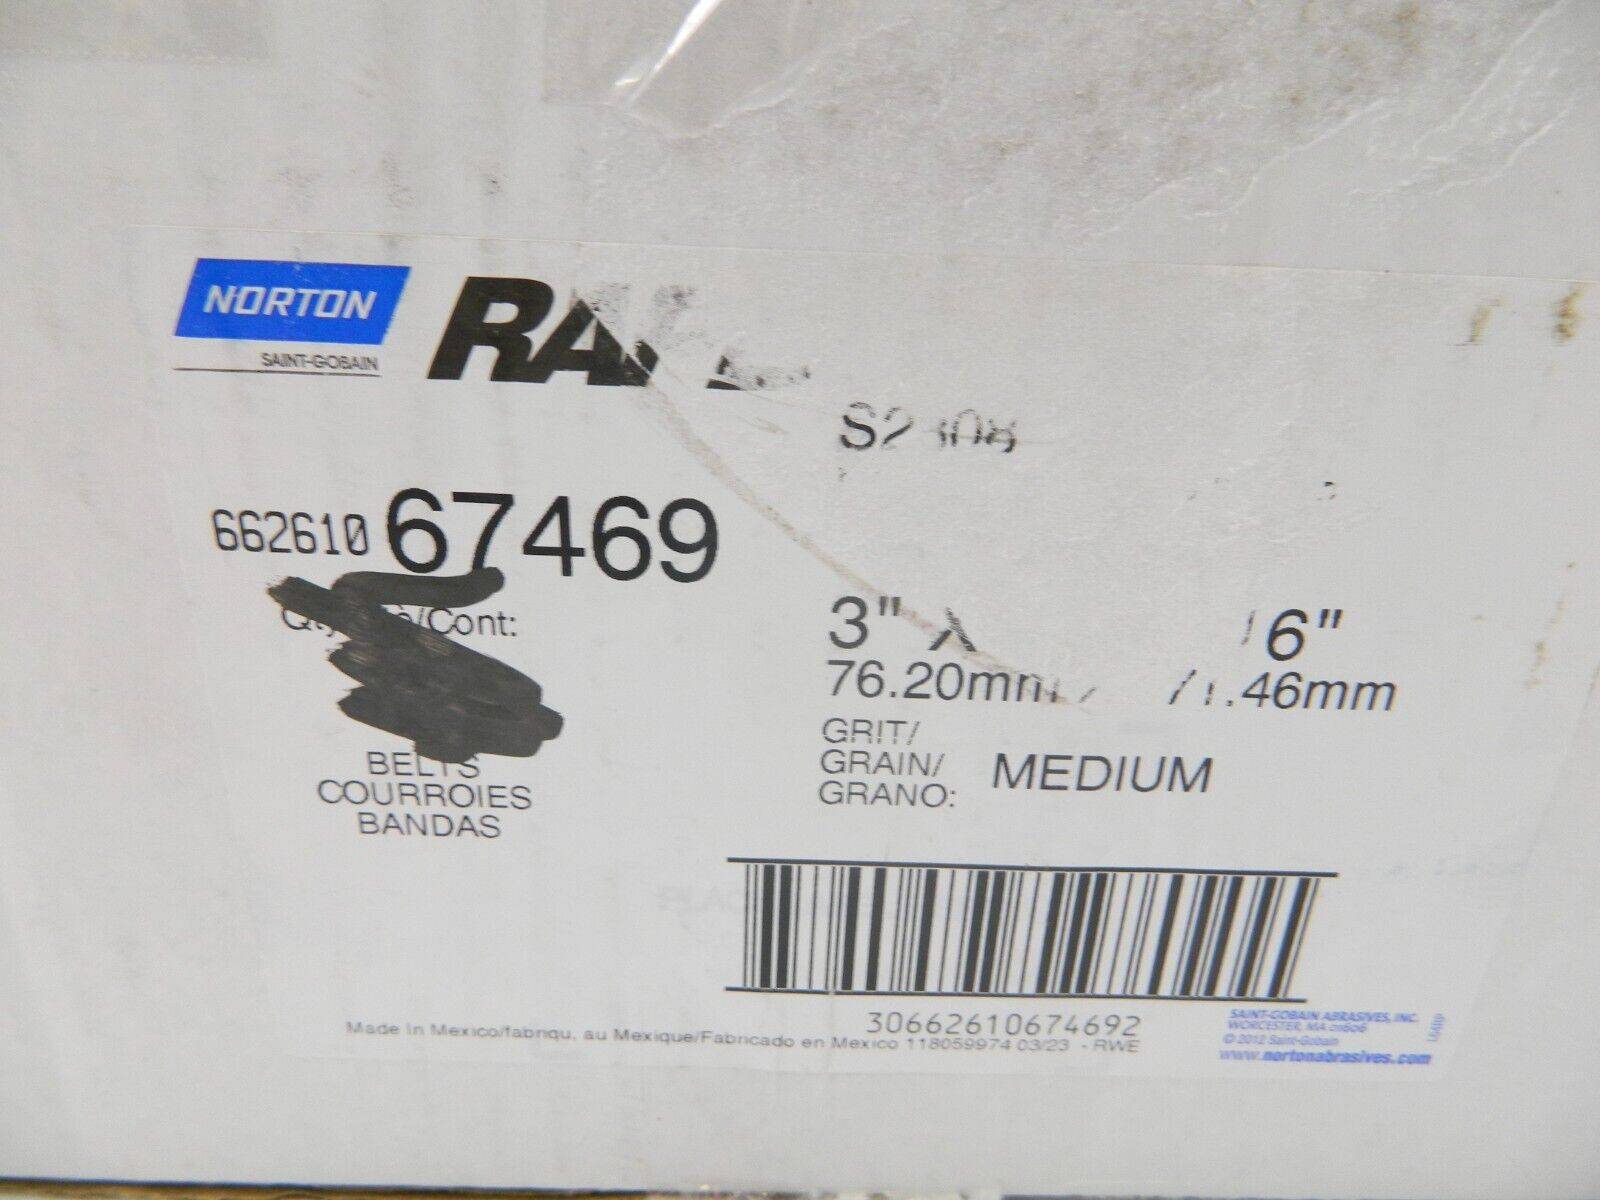 NORTON
SAINT-GOBAIN
662610 67469
/Cont:
3" X 6"
76.20mm .46mm
GRIT/
GRAIN/ MEDIUM
GRANO:
BELTS
COURROIES
BANDAS
30662610674692
Made In Mexico/fabriqu, au Mexique/Fabricado en Mexico 118059974 03/23 - RWE
SAINT-GOBAIN ABRASIVES, INC.
WORCESTER, MA 01606
© 2012 Saint-Gobain
www.nortonabrasives.com